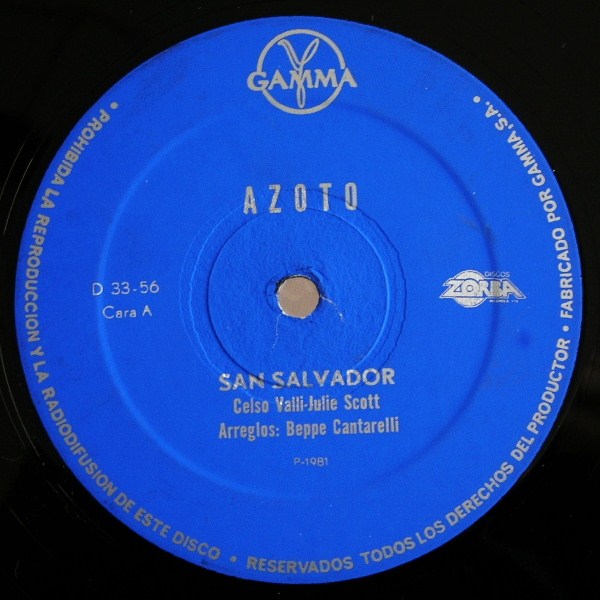 GAMMA
AZOTO
D 33-56
Cara A
DISCOS
ZORBA
SAN SALVADOR
Celso Valli-Julie Scott
Arreglos: Beppe Cantarelli
P-1981
• PROHIBIDA LA REPRODUCCION Y LA RADIODIFUSION DE ESTE DISCO • RESERVADOS TODOS LOS DERECHOS DEL PRODUCTOR • FABRICADO POR GAMMA, S.A. •